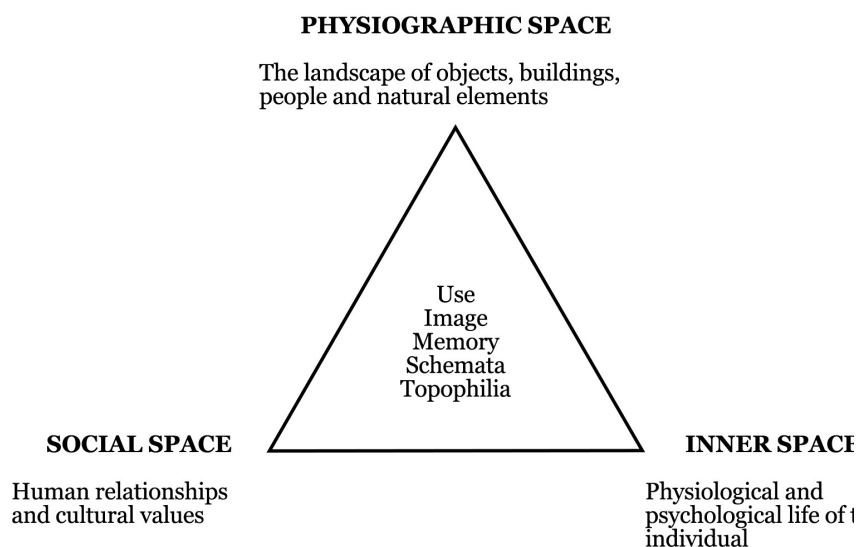 PHYSIOGRAPHIC SPACE
The landscape of objects, buildings,
people and natural elements
Use
Image
Memory
Schemata
Topophilia
SOCIAL SPACE
Human relationships
and cultural values
INNER SPACE
Physiological and
psychological life of
individual